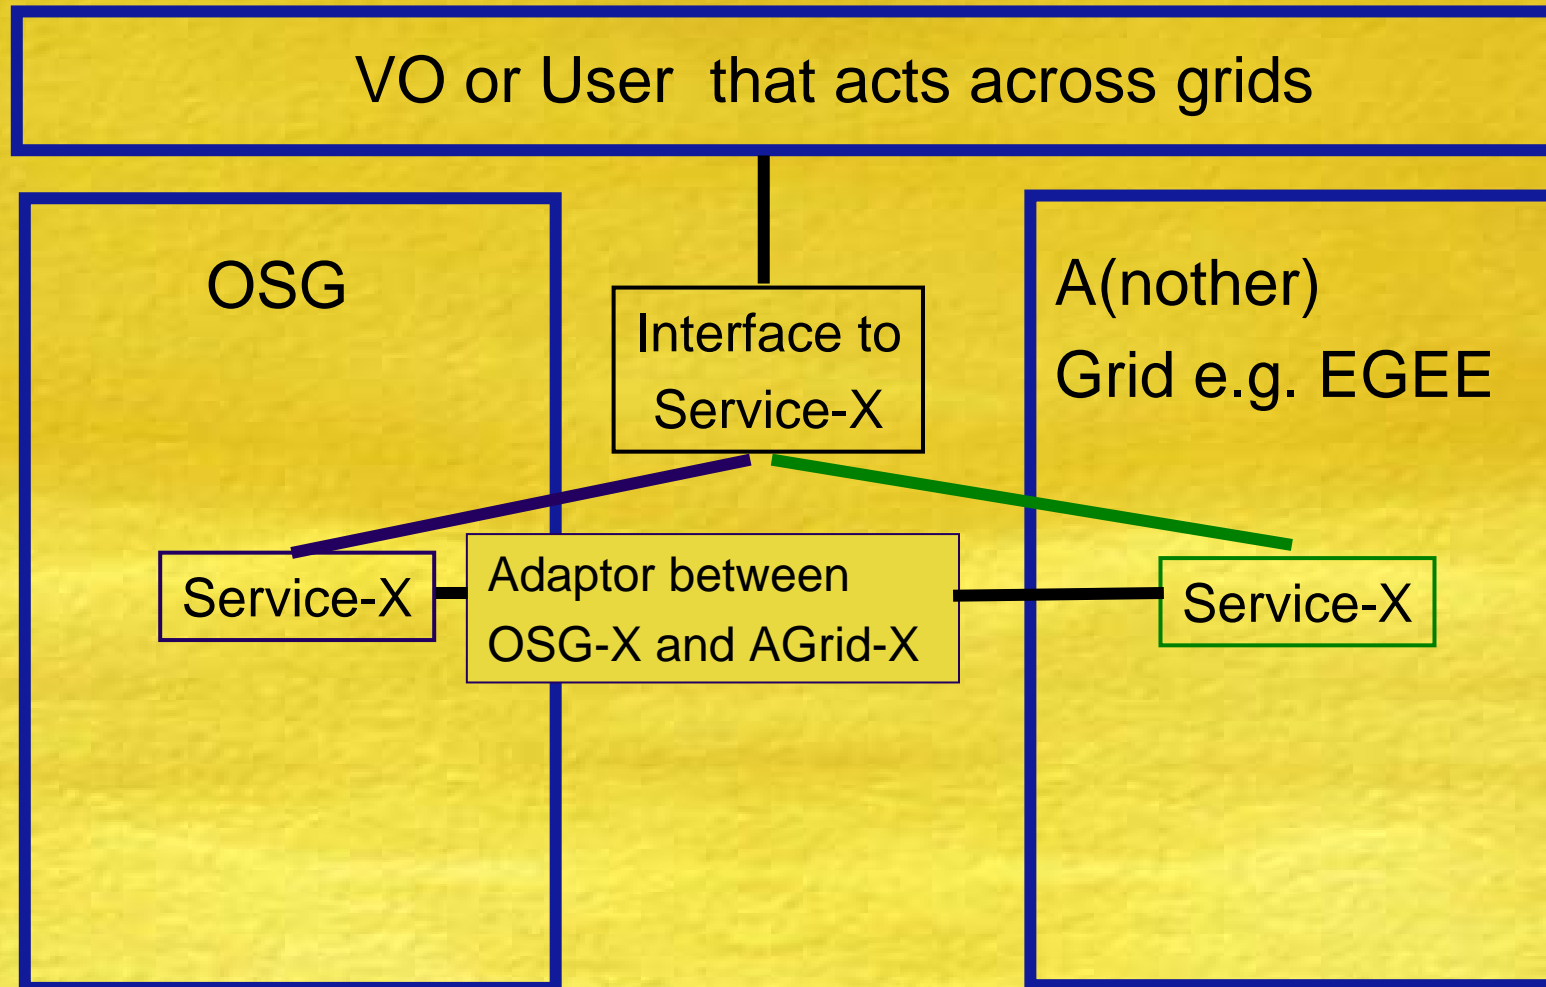 VO or User  that acts across grids
OSG
Interface to
Service-X
A(nother)
Grid e.g. EGEE
Service-X
Adaptor between
OSG-X and AGrid-X
Service-X